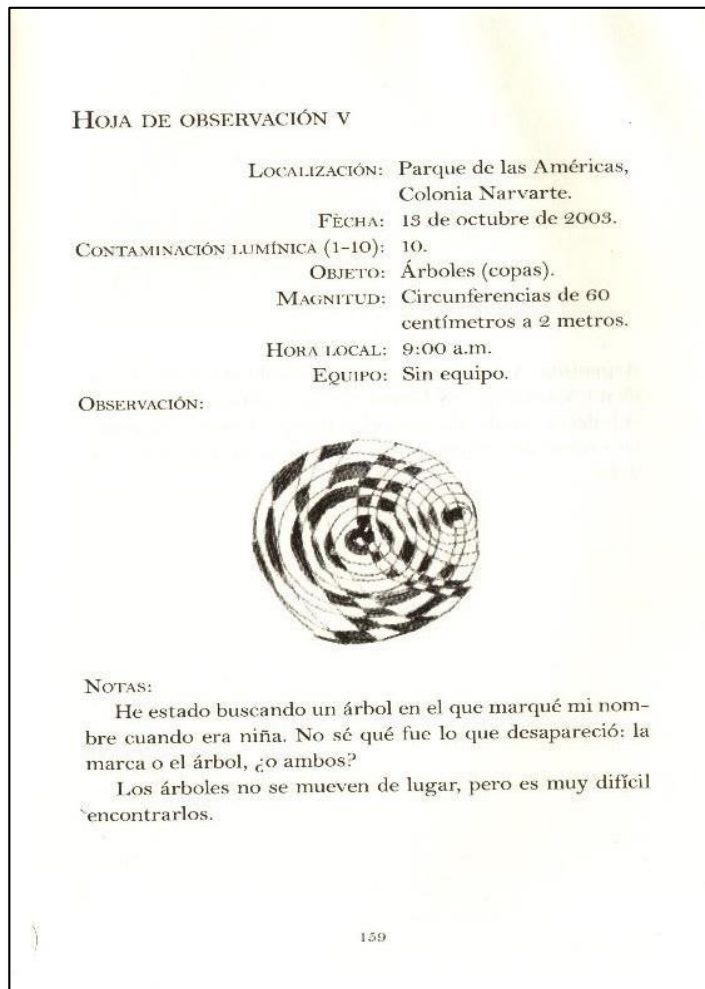 HOJA DE OBSERVACIÓN V
LOCALIZACIÓN: Parque de las Américas,
Colonia Narvarte.
FECHA: 13 de octubre de 2003.
CONTAMINACIÓN LUMÍNICA (1-10): 10.
OBJETO: Árboles (copas).
MAGNITUD: Circunferencias de 60
centímetros a 2 metros.
HORA LOCAL: 9:00 a.m.
EQUIPO: Sin equipo.
OBSERVACIÓN:
NOTAS:
He estado buscando un árbol en el que marqué mi nom-
bre cuando era niña. No sé qué fue lo que desapareció: la
marca o el árbol, ¿o ambos?
Los árboles no se mueven de lugar, pero es muy difícil
encontrarlos.
159